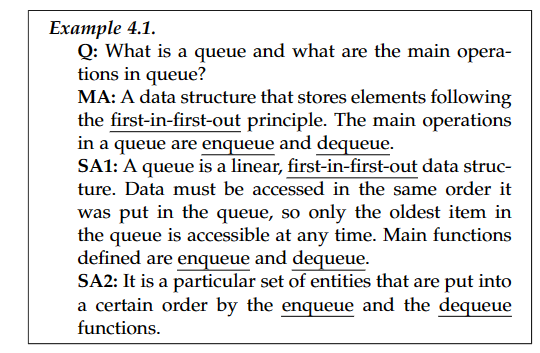 Example 4.1.
Q: What is a queue and what are the main opera-
tions in queue?
MA: A data structure that stores elements following
the first-in-first-out principle. The main operations
in a queue are enqueue and dequeue.
SA1: A queue is a linear, first-in-first-out data struc-
ture. Data must be accessed in the same order it
was put in the queue, so only the oldest item in
the queue is accessible at any time. Main functions
defined are enqueue and dequeue.
SA2: It is a particular set of entities that are put into
a certain order by the enqueue and the dequeue
functions.